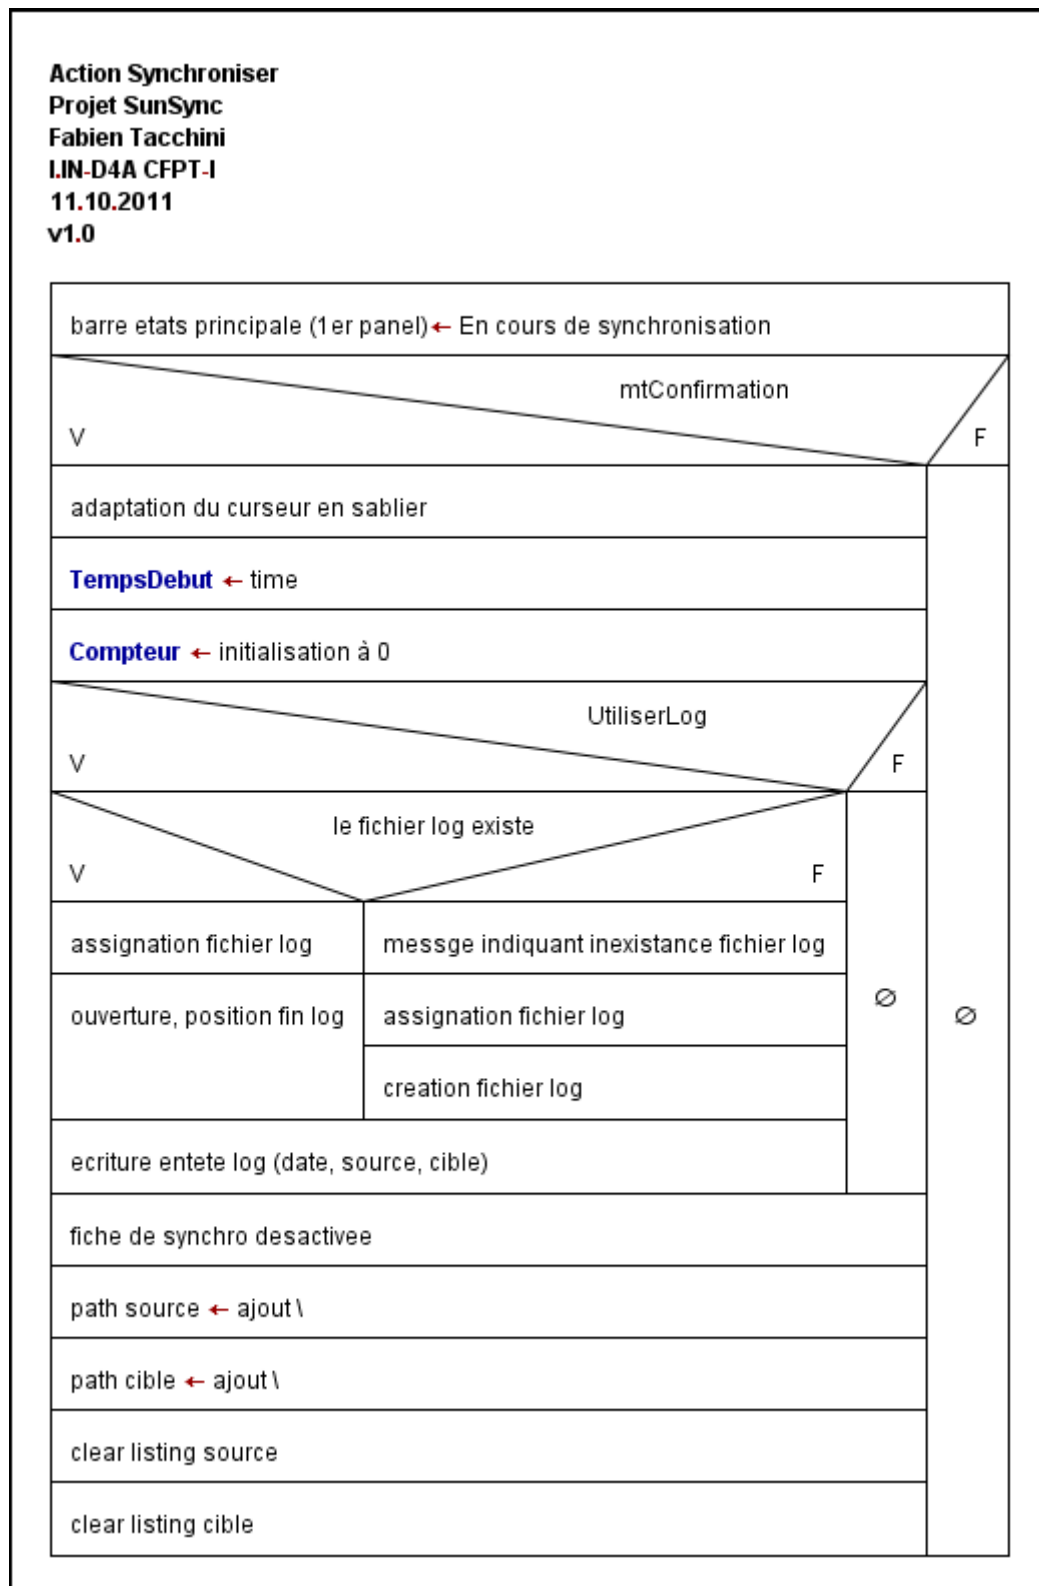 Action Synchroniser
Projet SunSync
Fabien Tacchini
I.IN-D4A CFPT-I
11.10.2011
v1.0
barre etats principale (1er panel)← En cours de synchronisation
mtConfirmation
V
F
adaptation du curseur en sablier
TempsDebut ← time
Compteur ← initialisation à 0
UtiliserLog
V
F
le fichier log existe
V
F
assignation fichier log
messge indiquant inexistance fichier log
ouverture, position fin log
assignation fichier log
creation fichier log
∅
∅
ecriture entete log (date, source, cible)
fiche de synchro desactivee
path source ← ajout \
path cible ← ajout \
clear listing source
clear listing cible